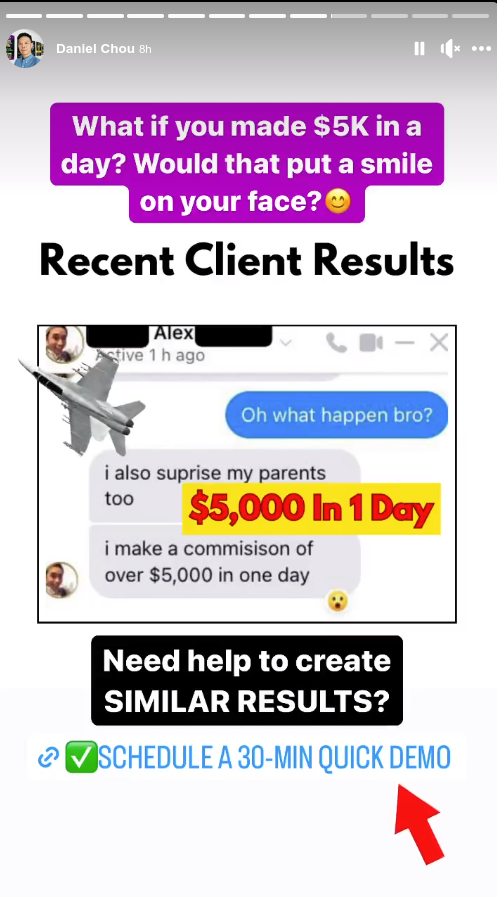 Daniel Chou 8h
What if you made $5K in a
day? Would that put a smile
on your face?😊
Recent Client Results
Alex
Active 1 h ago
Oh what happen bro?
i also suprise my parents
too
$5,000 In 1 Day
i make a commisison of
over $5,000 in one day
Need help to create
SIMILAR RESULTS?
✅SCHEDULE A 30-MIN QUICK DEMO